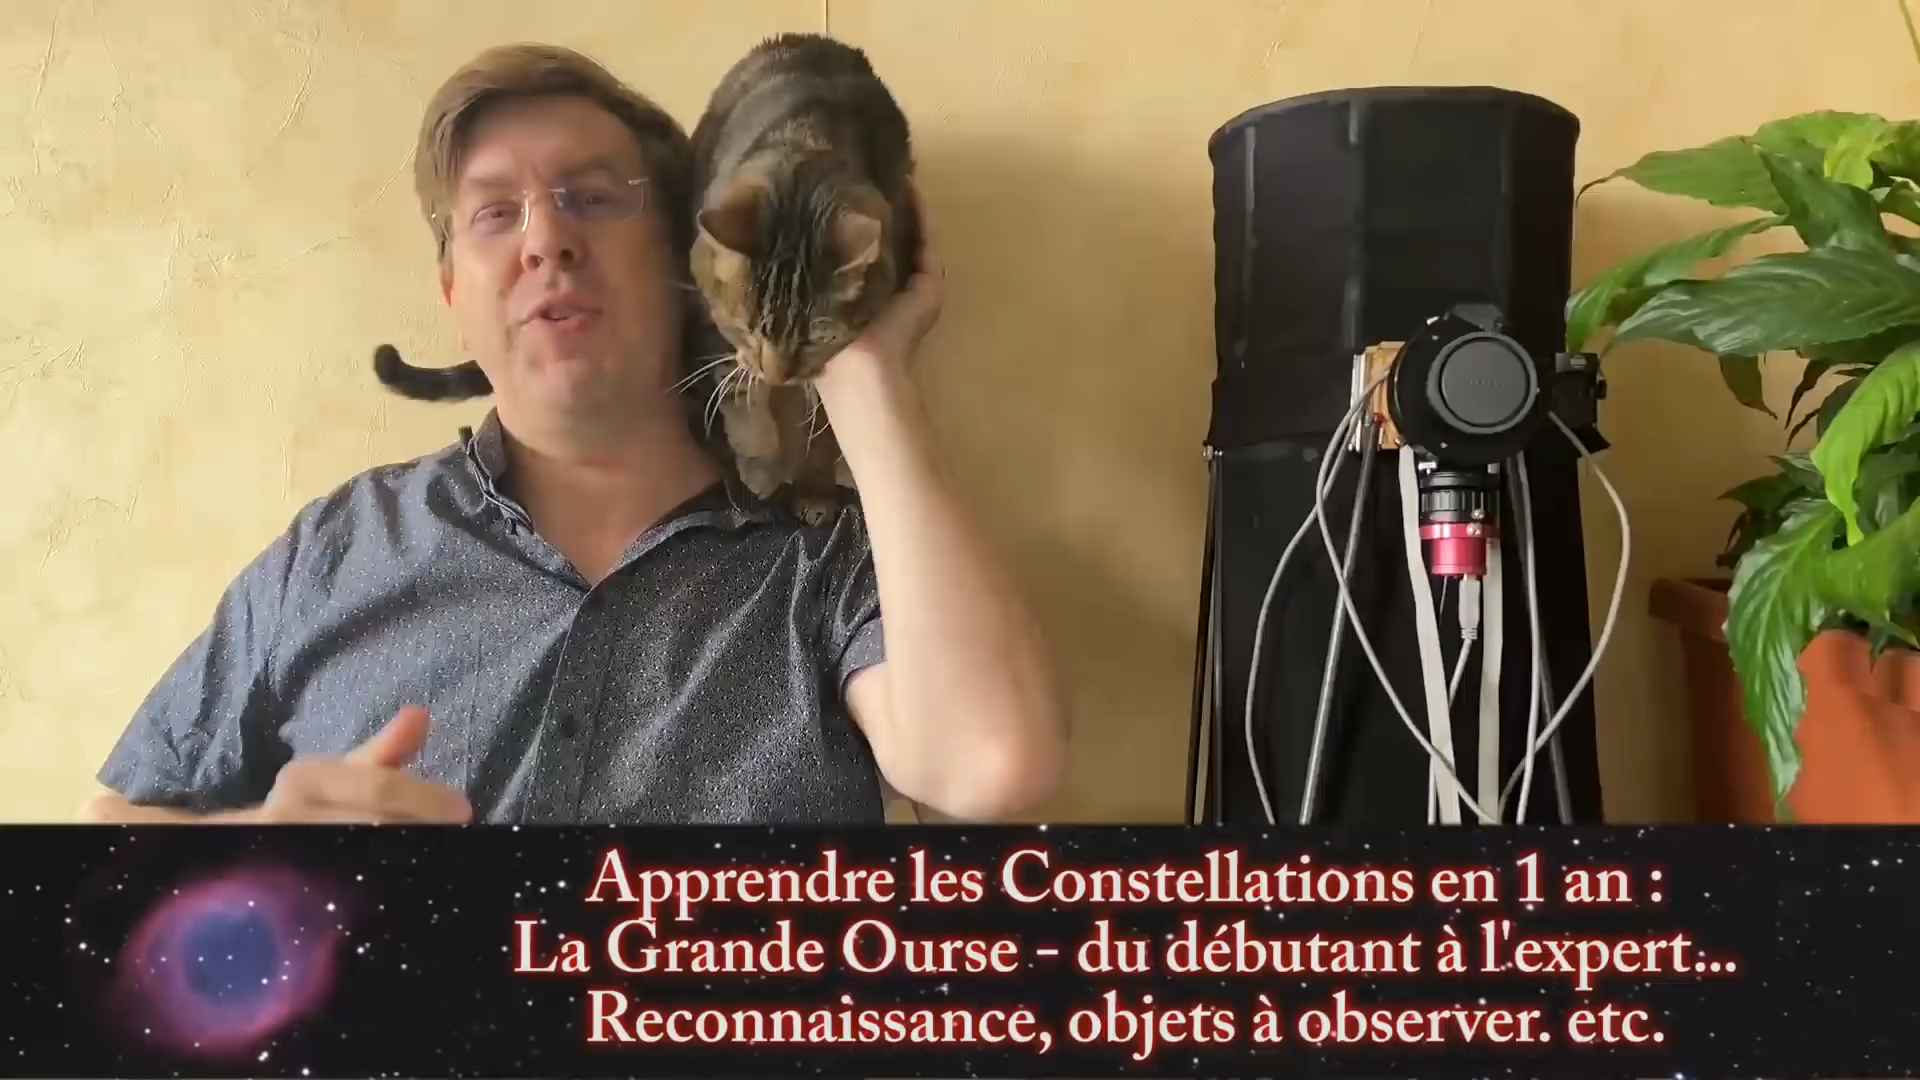 Apprendre les Constellations en 1 an :
La Grande Ourse - du débutant à l'expert...
Reconnaissance, objets à observer. etc.